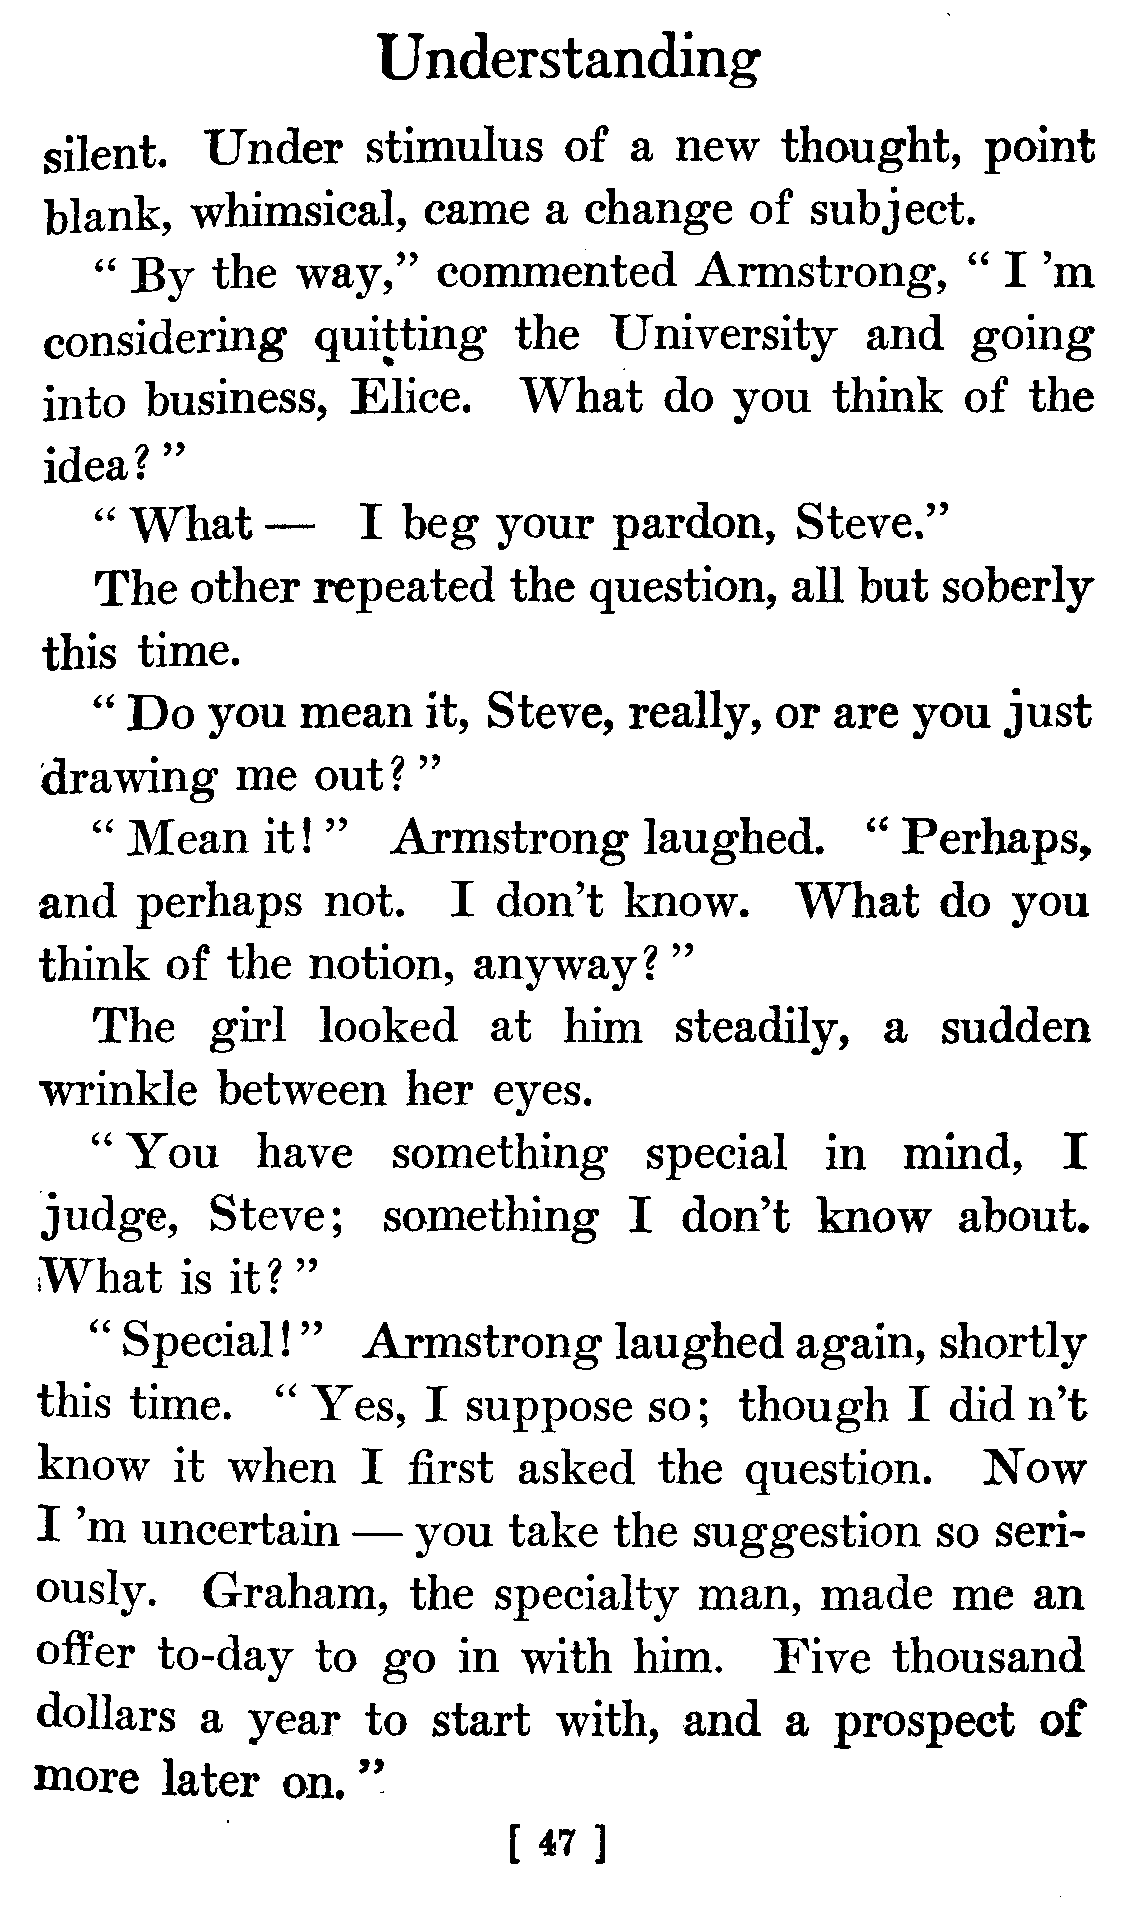 Understanding
silent. Under stimulus of a new thought, point
blank, whimsical, came a change of subject.
“ By the way,” commented Armstrong, “ I ’m
considering quitting the University and going
into business, Elice. What do you think of the
idea? ”
“ What — I beg your pardon, Steve.”
The other repeated the question, all but soberly
this time.
“ Do you mean it, Steve, really, or are you just
drawing me out? ”
“ Mean it! ” Armstrong laughed. “ Perhaps,
and perhaps not. I don’t know. What do you
think of the notion, anyway? ”
The girl looked at him steadily, a sudden
wrinkle between her eyes.
“ You have something special in mind, I
judge, Steve; something I don’t know about.
What is it? ”
“ Special! ” Armstrong laughed again, shortly
this time. “ Yes, I suppose so; though I did n’t
know it when I first asked the question. Now
I ’m uncertain — you take the suggestion so seri-
ously. Graham, the specialty man, made me an
offer to-day to go in with him. Five thousand
dollars a year to start with, and a prospect of
more later on. ”
[ 47 ]